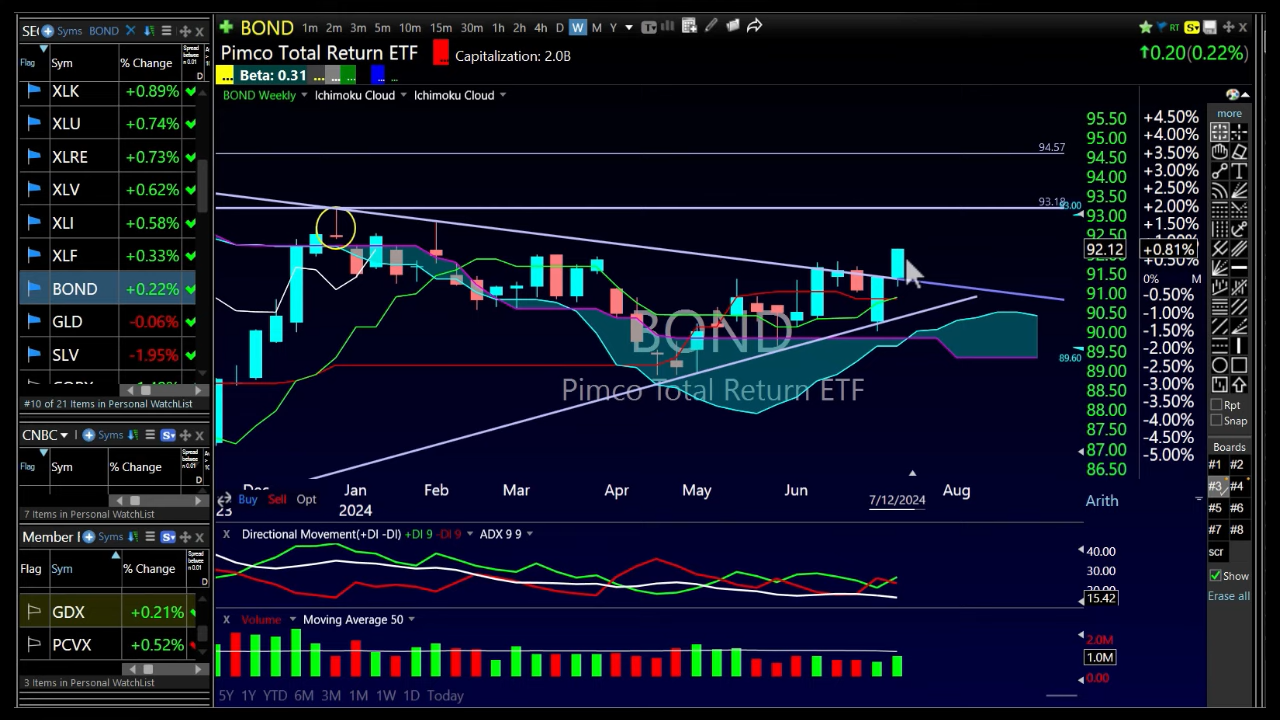 SE Syms BOND
Flag Sym % Change
XLK +0.89%
XLU +0.74%
XLRE +0.73%
XLV +0.62%
XLI +0.58%
XLF +0.33%
BOND +0.22%
GLD -0.06%
SLV -1.95%
#10 of 21 Items in Personal WatchList
CNBC Syms
Flag Sym % Change
7 Items in Personal WatchList
Member Syms
Flag Sym % Change
GDX +0.21%
PCVX +0.52%
3 Items in Personal WatchList
BOND 1m 2m 5m 10m 15m 30m 1h 2h 4h D W M Y
RT
Pimco Total Return ETF Capitalization: 2.0B
↑0.20(0.22%)
... Beta: 0.31 ... ... ... ... ...
BOND Weekly Ichimoku Cloud Ichimoku Cloud
94.57
93.18
93.00
89.60
BOND
Pimco Total Return ETF
95.50 +4.50%
95.00 +4.00%
94.50 +3.50%
94.00 +3.00%
93.50 +2.50%
93.00 +2.00%
92.50 +1.50%
92.12 +0.81%
91.50 +0.50%
0% M
91.00 -0.50%
90.50 -1.00%
90.00 -1.50%
89.50 -2.00%
89.00 -2.50%
88.50 -3.00%
88.00 -3.50%
87.50 -4.00%
87.00 -4.50%
86.50 -5.00%
Dec Jan Feb Mar Apr May Jun 7/12/2024 Aug
23 2024
Buy Sell Opt
Arith
Directional Movement(+DI -DI) +DI 9 -DI 9 ADX 9 9
40.00
30.00
15.42
Volume Moving Average 50
2.0M
1.0M
0.00
5Y 1Y YTD 6M 3M 1M 1W 1D Today
more
T
Rpt
Snap
Boards
#1 #2
#3 #4
#5 #6
#7 #8
scr
Show
Erase all